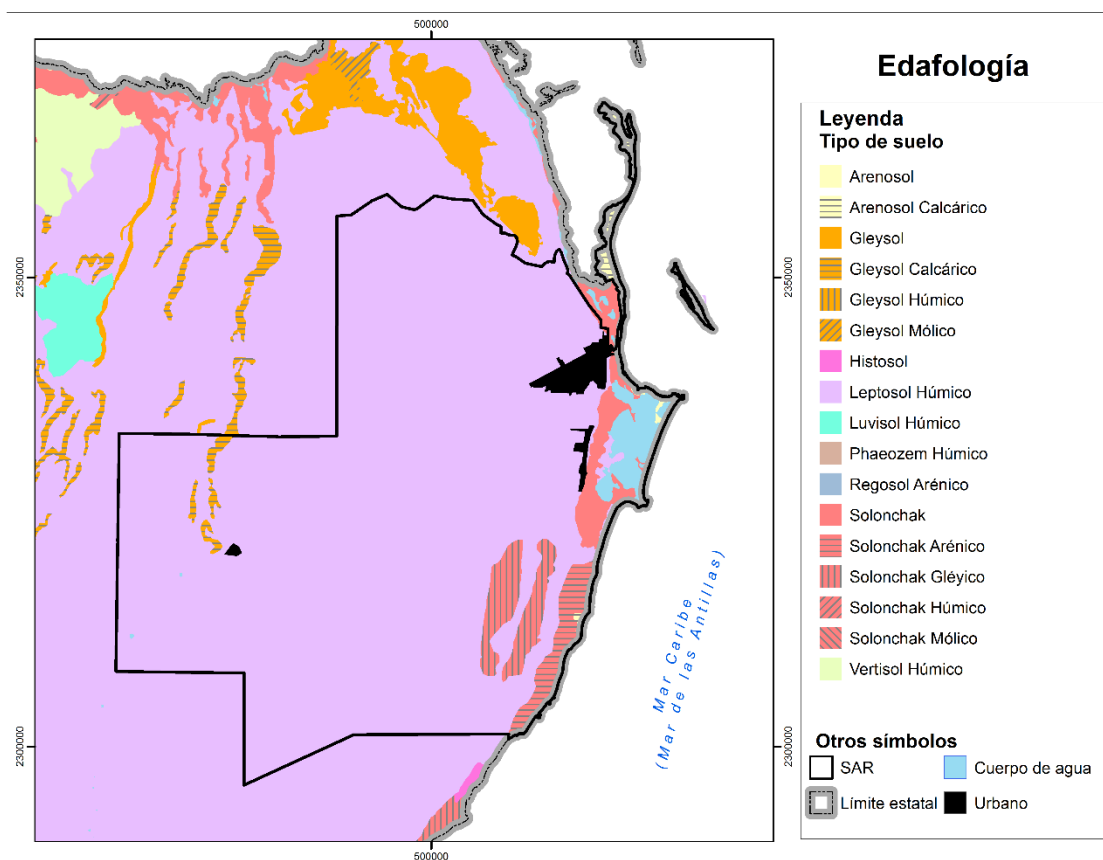 500000
Edafología
Leyenda
Tipo de suelo
Arenosol
Arenosol Calcárico
Gleysol
Gleysol Calcárico
Gleysol Húmico
Gleysol Mólico
Histosol
Leptosol Húmico
Luvisol Húmico
Phaeozem Húmico
Regosol Arénico
Solonchak
Solonchak Arénico
Solonchak Gléyico
Solonchak Húmico
Solonchak Mólico
Vertisol Húmico
Otros símbolos
SAR
Cuerpo de agua
Límite estatal
Urbano
2350000
2350000
Mar Caribe
(Mar de las Antillas)
2300000
2300000
500000